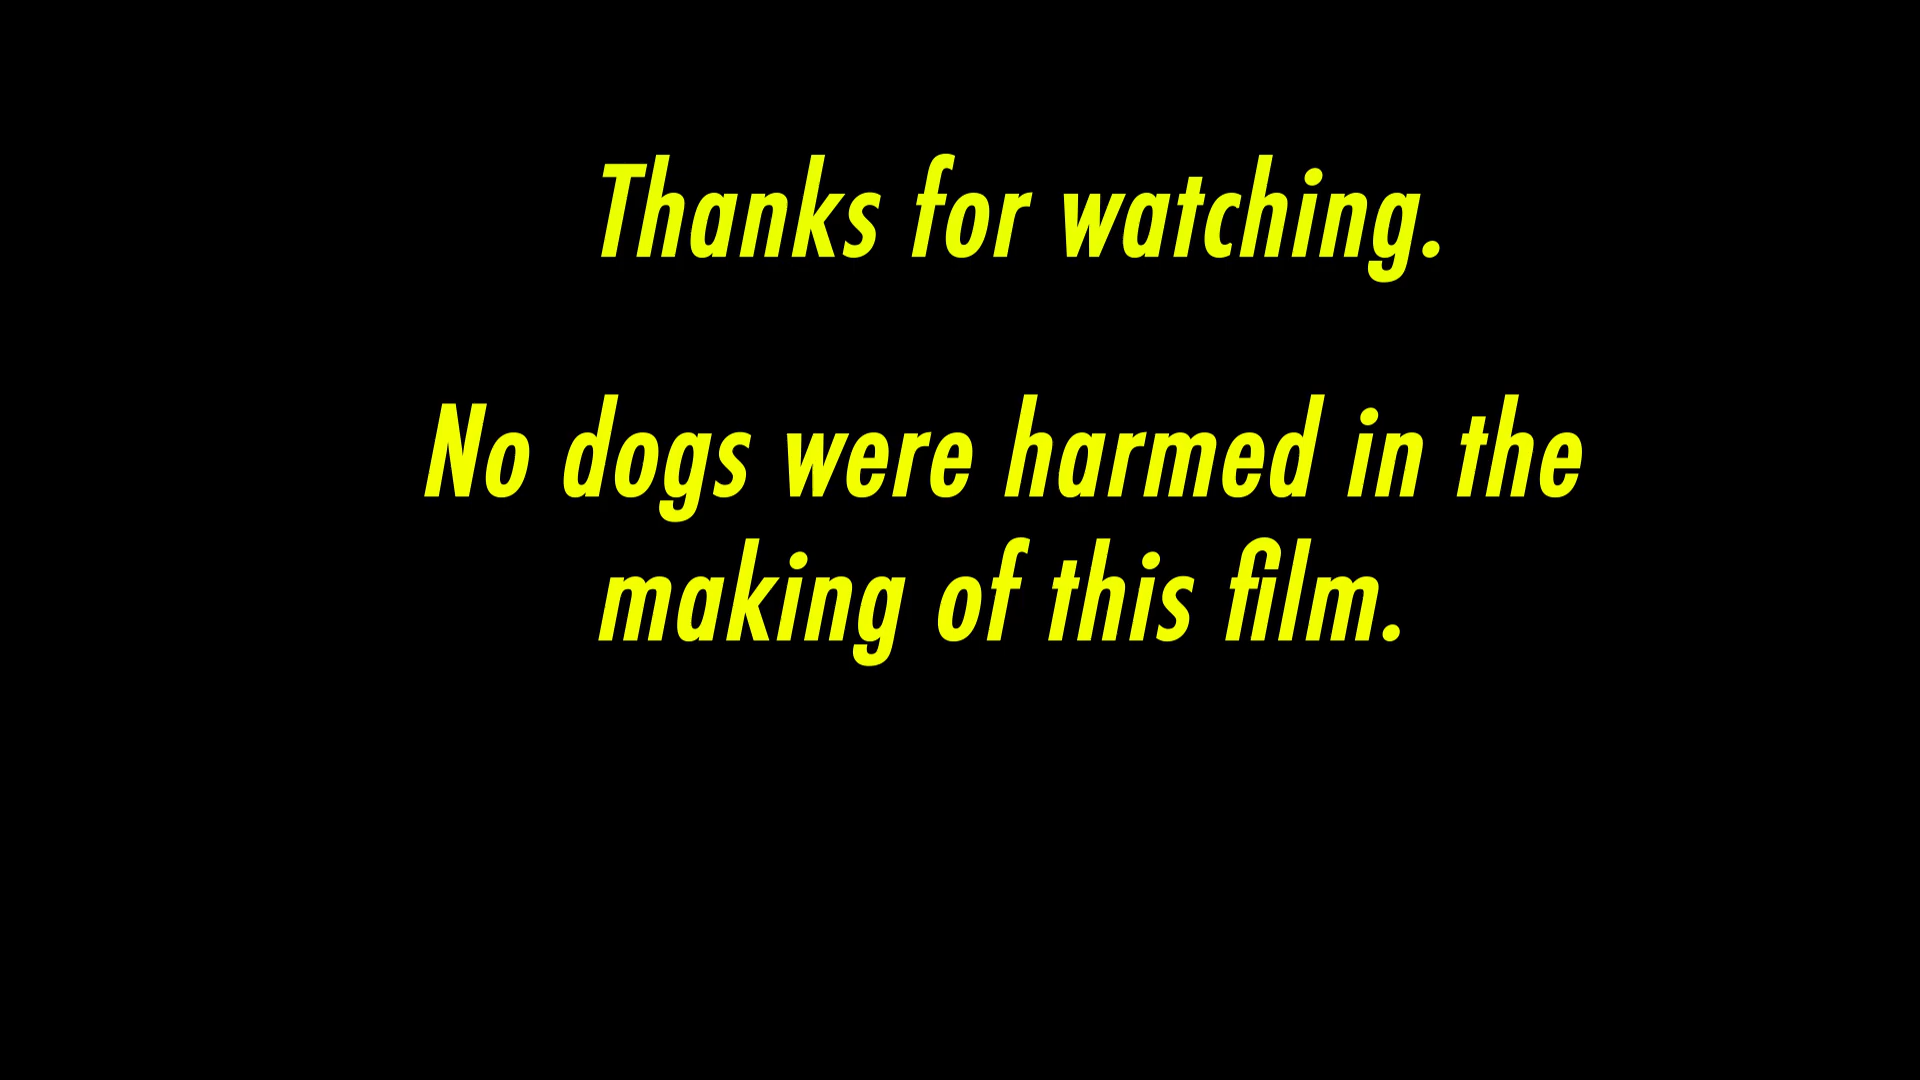 Thanks for watching.
No dogs were harmed in the
making of this film.